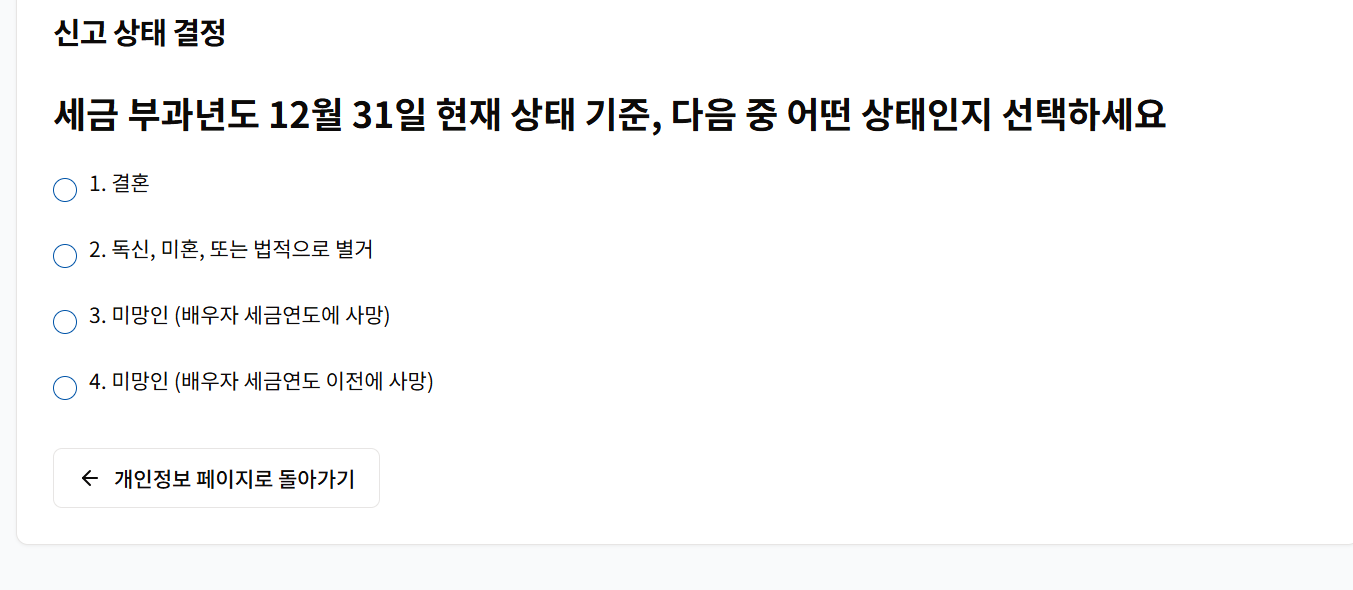 신고 상태 결정
세금 부과년도 12월 31일 현재 상태 기준, 다음 중 어떤 상태인지 선택하세요
1. 결혼
2. 독신, 미혼, 또는 법적으로 별거
3. 미망인 (배우자 세금연도에 사망)
4. 미망인 (배우자 세금연도 이전에 사망)
← 개인정보 페이지로 돌아가기